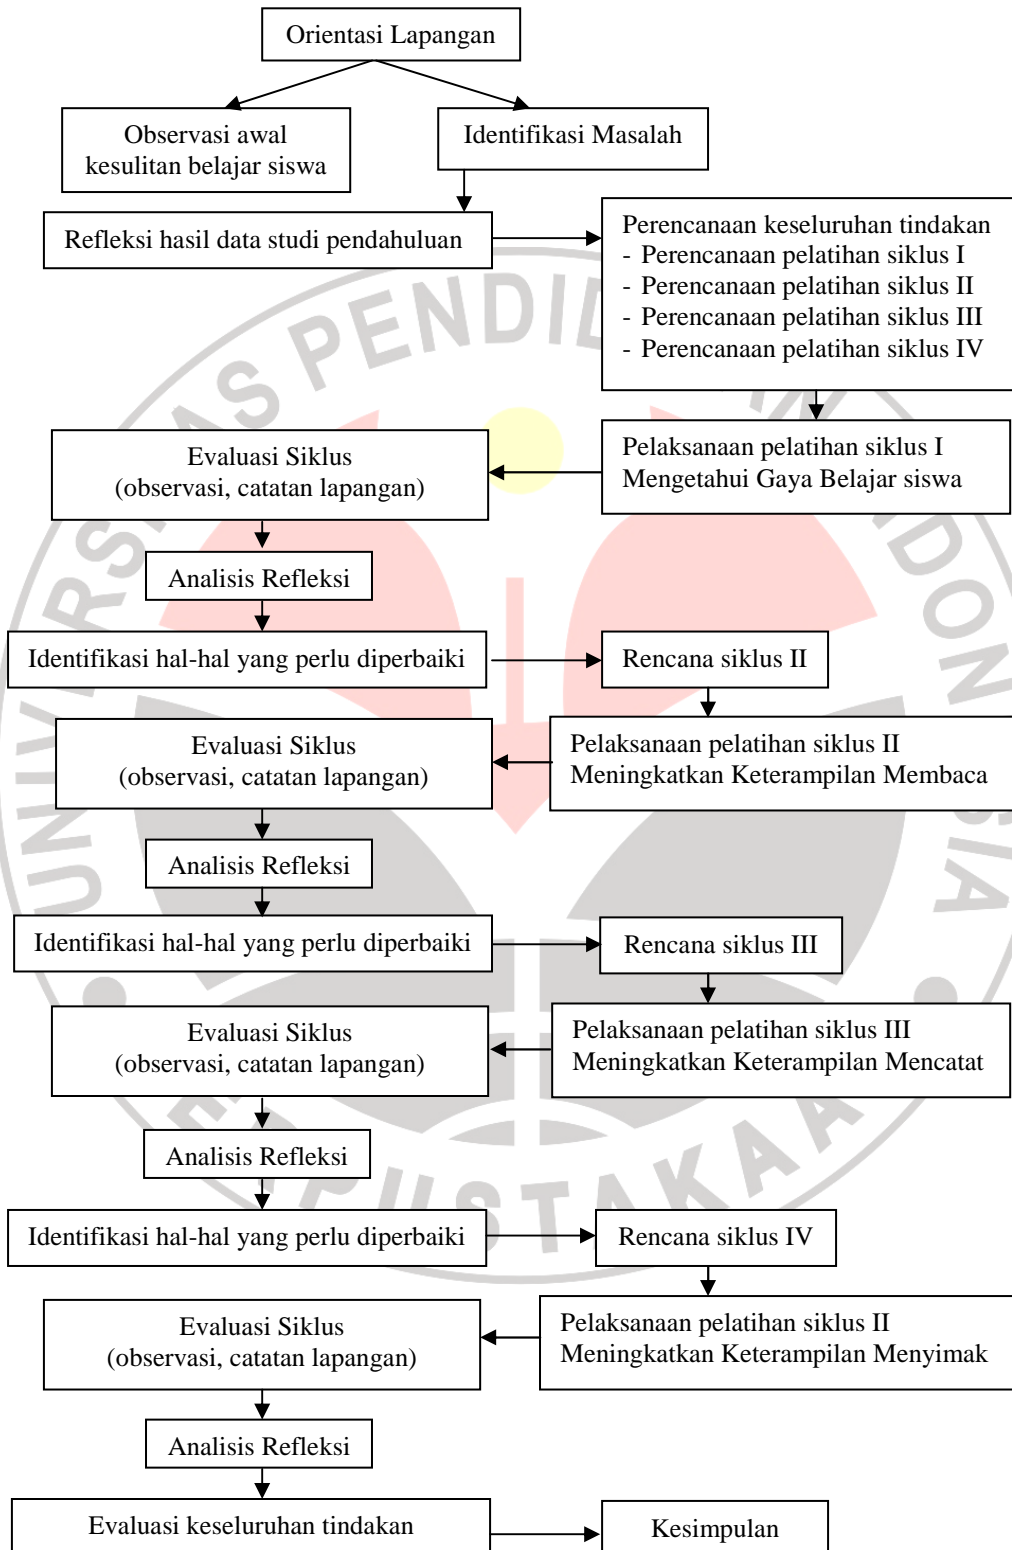 Orientasi Lapangan
Observasi awal
kesulitan belajar siswa
Identifikasi Masalah
Refleksi hasil data studi pendahuluan
Perencanaan keseluruhan tindakan
- Perencanaan pelatihan siklus I
- Perencanaan pelatihan siklus II
- Perencanaan pelatihan siklus III
- Perencanaan pelatihan siklus IV
Pelaksanaan pelatihan siklus I
Mengetahui Gaya Belajar siswa
Evaluasi Siklus
(observasi, catatan lapangan)
Analisis Refleksi
Identifikasi hal-hal yang perlu diperbaiki
Rencana siklus II
Pelaksanaan pelatihan siklus II
Meningkatkan Keterampilan Membaca
Evaluasi Siklus
(observasi, catatan lapangan)
Analisis Refleksi
Identifikasi hal-hal yang perlu diperbaiki
Rencana siklus III
Pelaksanaan pelatihan siklus III
Meningkatkan Keterampilan Mencatat
Evaluasi Siklus
(observasi, catatan lapangan)
Analisis Refleksi
Identifikasi hal-hal yang perlu diperbaiki
Rencana siklus IV
Pelaksanaan pelatihan siklus II
Meningkatkan Keterampilan Menyimak
Evaluasi Siklus
(observasi, catatan lapangan)
Analisis Refleksi
Evaluasi keseluruhan tindakan
Kesimpulan